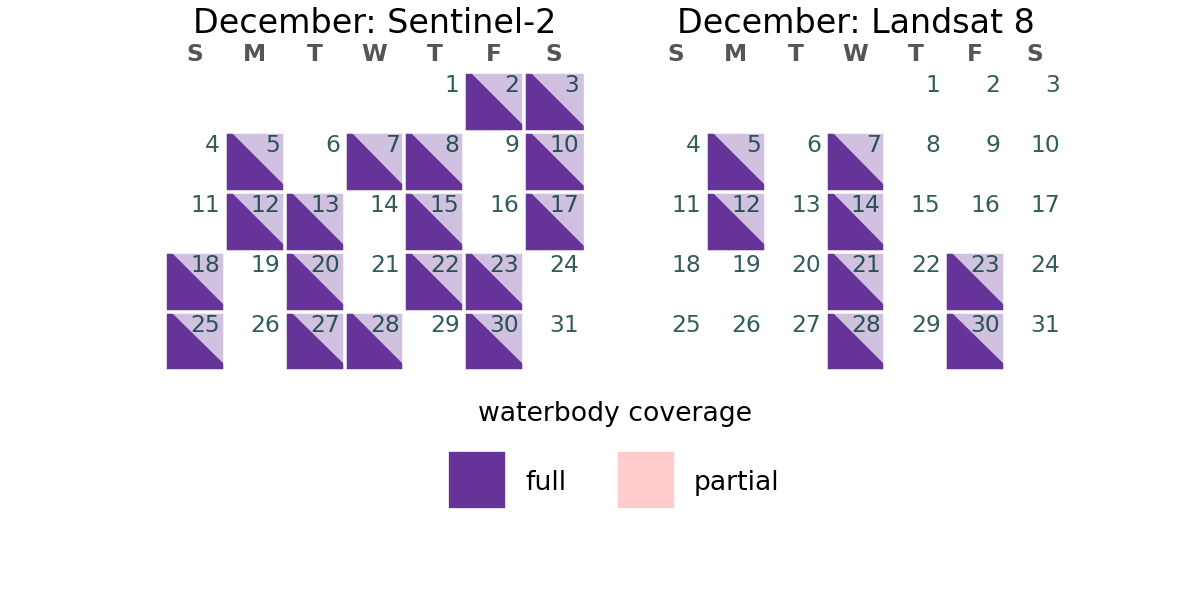 December: Sentinel-2
S M T W T F S
1 2 3
4 5 6 7 8 9 10
11 12 13 14 15 16 17
18 19 20 21 22 23 24
25 26 27 28 29 30 31
December: Landsat 8
S M T W T F S
1 2 3
4 5 6 7 8 9 10
11 12 13 14 15 16 17
18 19 20 21 22 23 24
25 26 27 28 29 30 31
waterbody coverage
full
partial